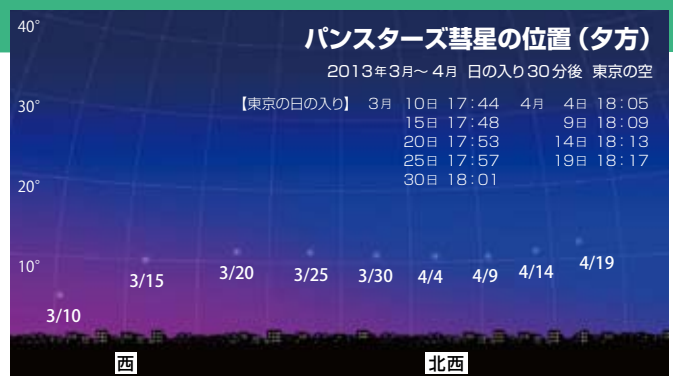 パンスターズ彗星の位置（夕方）
2013年3月～4月 日の入り30分後 東京の空
【東京の日の入り】 3月 10日 17:44 4月 4日 18:05
15日 17:48 9日 18:09
20日 17:53 14日 18:13
25日 17:57 19日 18:17
30日 18:01
40°
30°
20°
10°
3/10
3/15
3/20
3/25
3/30
4/4
4/9
4/14
4/19
西
北西